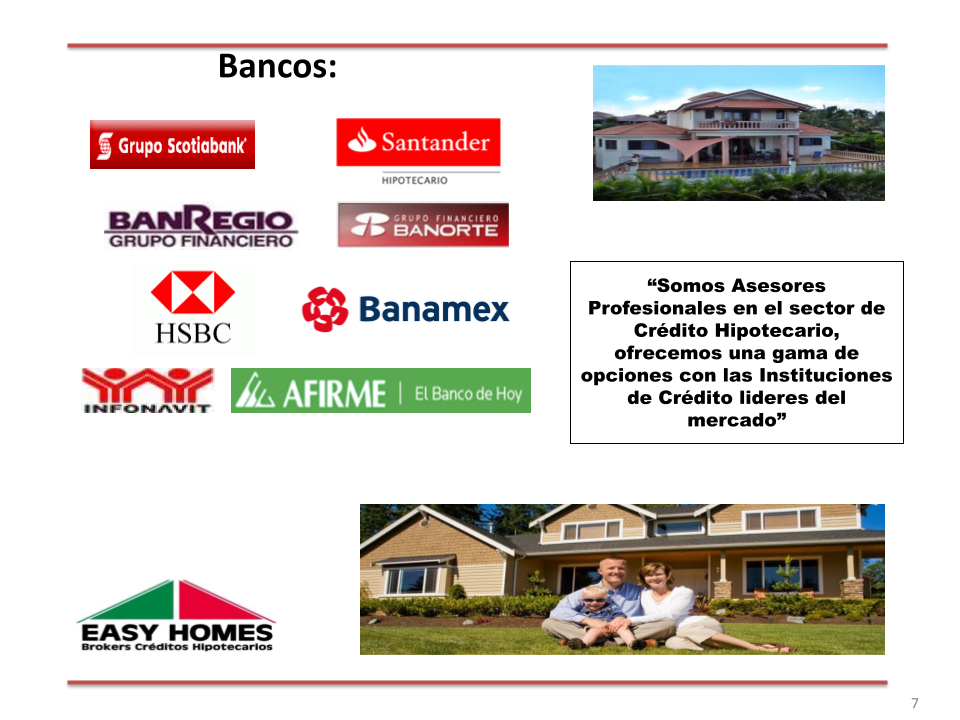 Bancos:
Grupo Scotiabank
Santander
HIPOTECARIO
BANREGIO
GRUPO FINANCIERO
GRUPO FINANCIERO
BANORTE
HSBC
Banamex
INFONAVIT
AFIRME | El Banco de Hoy
“Somos Asesores
Profesionales en el sector de
Crédito Hipotecario,
ofrecemos una gama de
opciones con las Instituciones
de Crédito lideres del
mercado”
EASY HOMES
Brokers Créditos Hipotecarios
7